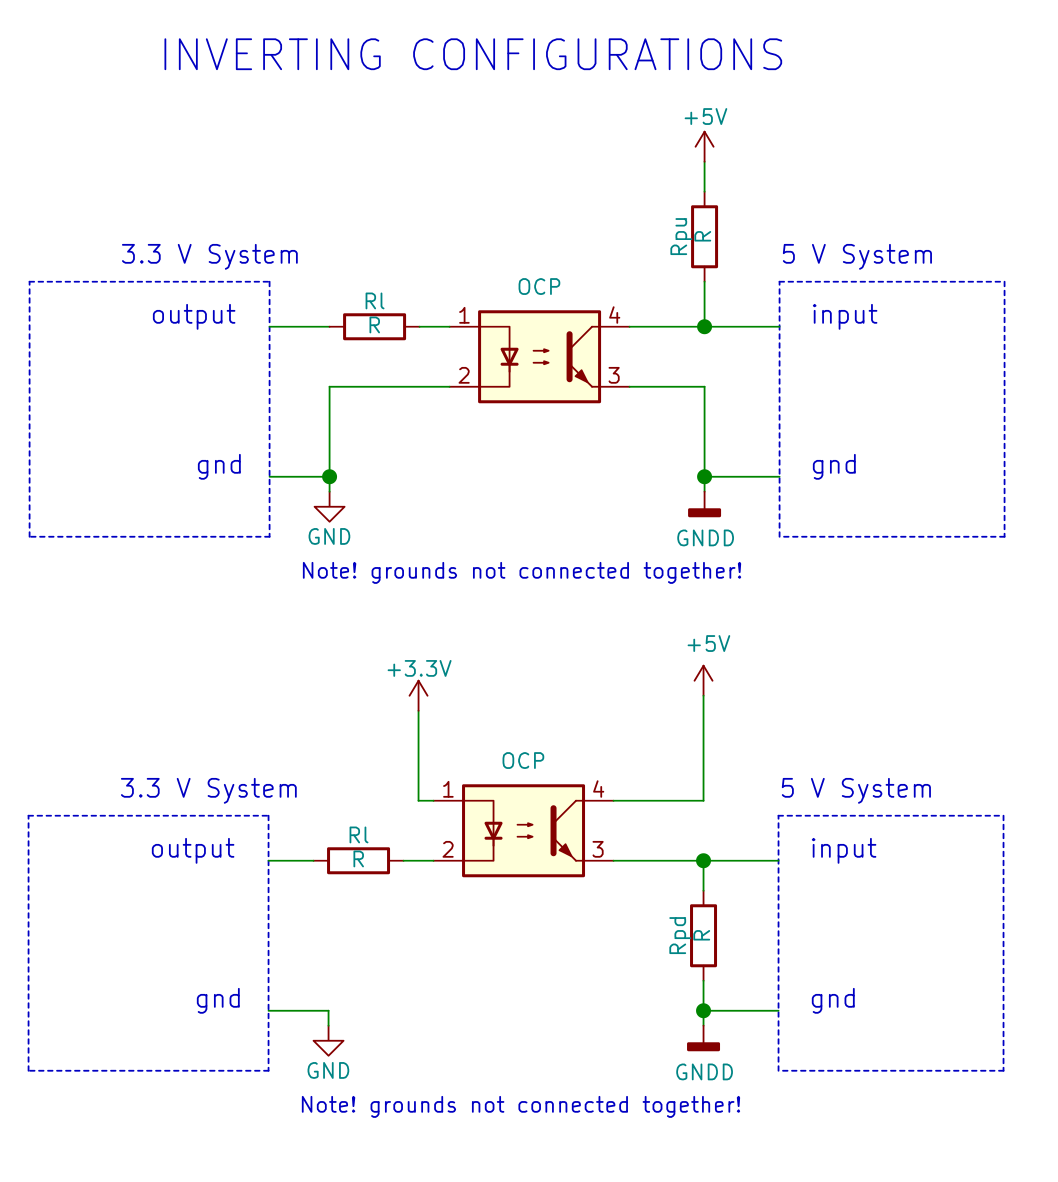 INVERTING CONFIGURATIONS
+5V
Rpu
R
3.3 V System
5 V System
OCP
output
Rl
R
1
4
input
2
3
gnd
gnd
GND
GNDD
Note! grounds not connected together!
+3.3V
+5V
OCP
3.3 V System
5 V System
1
4
output
Rl
R
2
3
input
Rpd
R
gnd
gnd
GND
GNDD
Note! grounds not connected together!